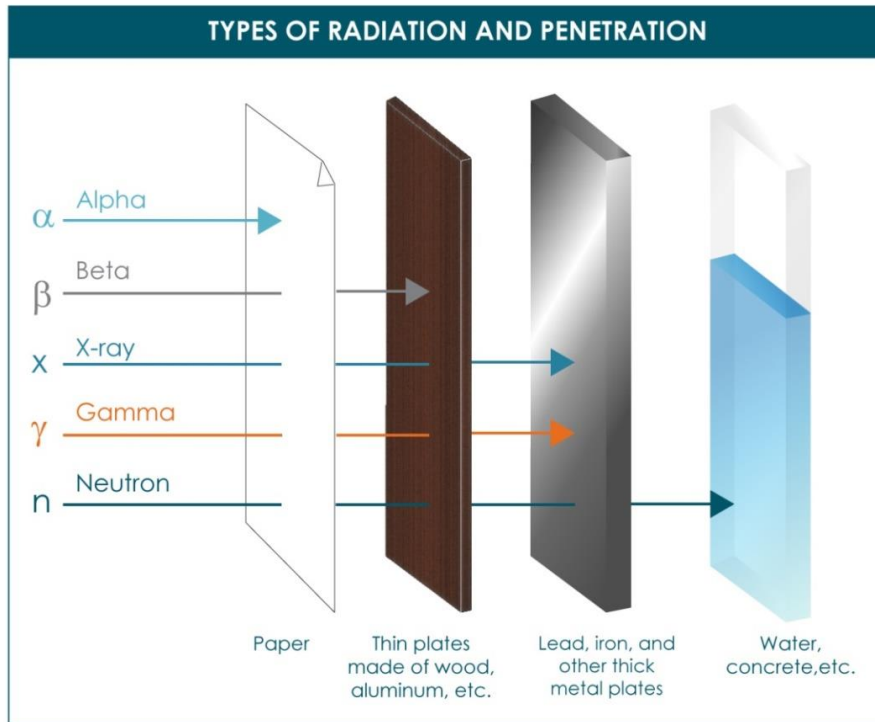 TYPES OF RADIATION AND PENETRATION
α Alpha
β Beta
x X-ray
γ Gamma
n Neutron
Paper
Thin plates
made of wood,
aluminum, etc.
Lead, iron, and
other thick
metal plates
Water,
concrete,etc.